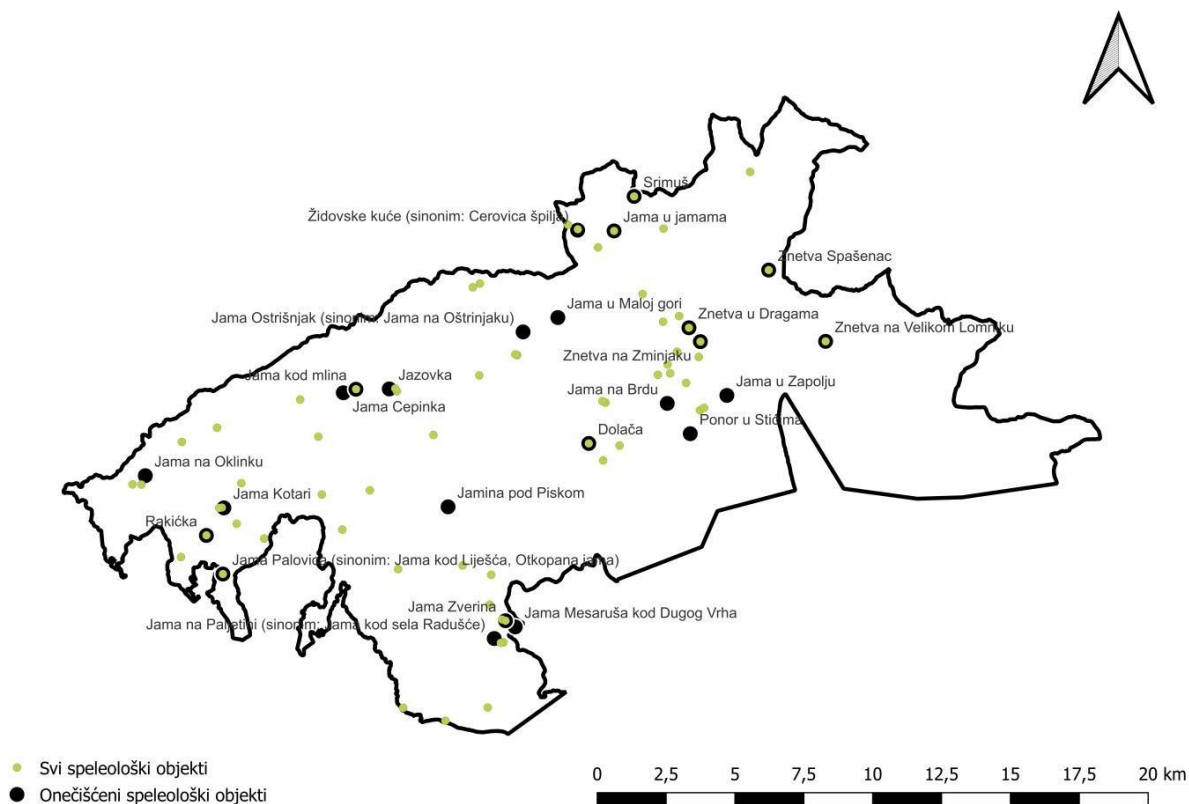 Srimuš
Židovske kuće (sinonim: Cerovica špilja)
Jama u jamama
Znetva Spašenac
Jama u Maloj gori
Jama Ostrišnjak (sinonim: Jama na Oštrinjaku)
Znetva u Dragama
Znetva na Velikom Lomniku
Znetva na Zminjaku
Jama kod mlina
Jazovka
Jama na Brdu
Jama u Zapolju
Jama Cepinka
Ponor u Stičima
Dolača
Jama na Oklinku
Jama Kotari
Jamina pod Piskom
Rakićka
Jama Palovica (sinonim: Jama kod Liješća, Otkopana jama)
Jama Zverina
Jama Mesaruša kod Dugog Vrha
Jama na Paljetini (sinonim: Jama kod sela Radušće)
Svi speleološki objekti
Onečišćeni speleološki objekti
0 2,5 5 7,5 10 12,5 15 17,5 20 km